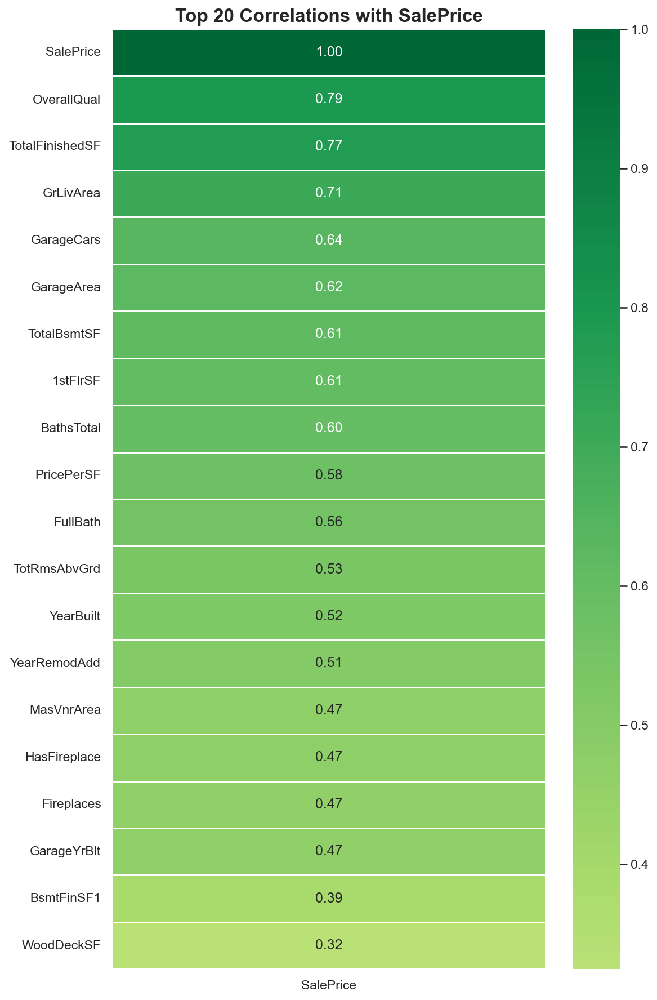 Top 20 Correlations with SalePrice
SalePrice 1.00
OverallQual 0.79
TotalFinishedSF 0.77
GrLivArea 0.71
GarageCars 0.64
GarageArea 0.62
TotalBsmtSF 0.61
1stFlrSF 0.61
BathsTotal 0.60
PricePerSF 0.58
FullBath 0.56
TotRmsAbvGrd 0.53
YearBuilt 0.52
YearRemodAdd 0.51
MasVnrArea 0.47
HasFireplace 0.47
Fireplaces 0.47
GarageYrBlt 0.47
BsmtFinSF1 0.39
WoodDeckSF 0.32
SalePrice
1.0
0.9
0.8
0.7
0.6
0.5
0.4